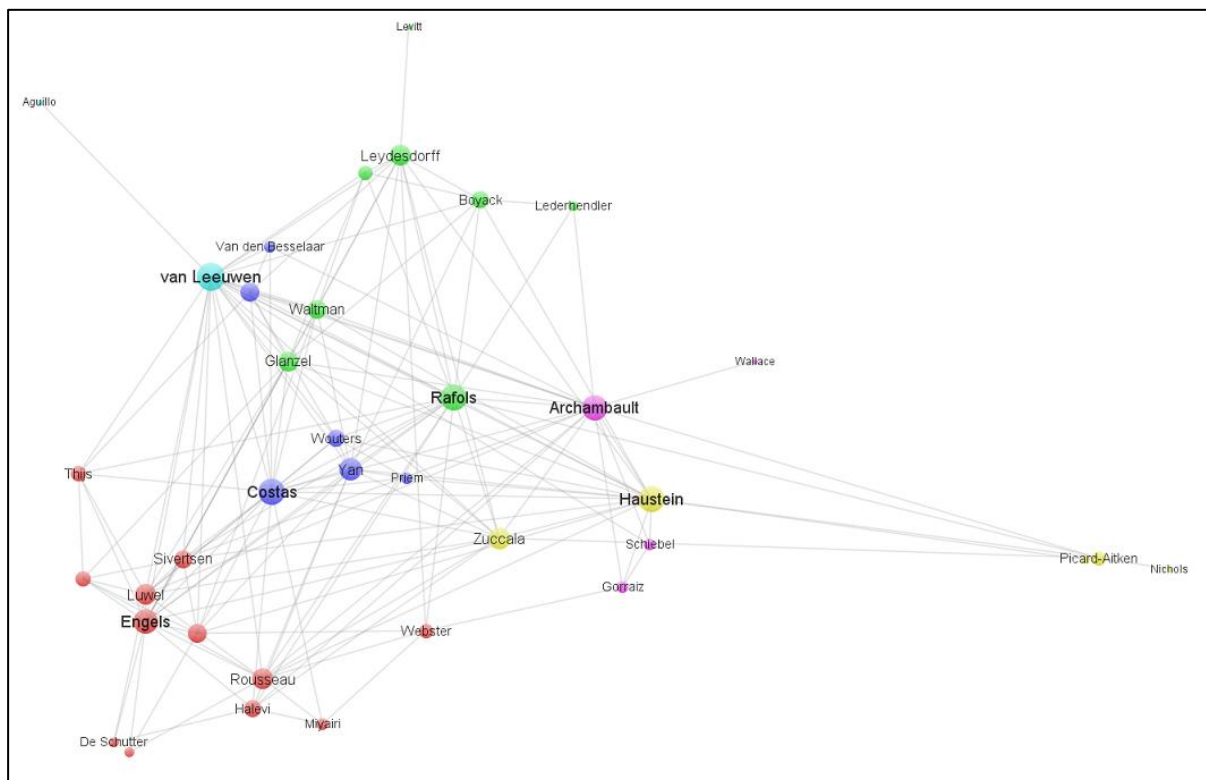 Levitt
Aguillo
Leydesdorff
Boyack
Lederhendler
Van den Besselaar
van Leeuwen
Waltman
Glanzel
Wallace
Rafols
Archambault
Wouters
Yan
Priem
Thijs
Costas
Haustein
Zuccala
Schiebel
Sivertsen
Picard-Aitken
Nichols
Gorraiz
Luwel
Engels
Webster
Rousseau
Halevi
Miyairi
De Schutter